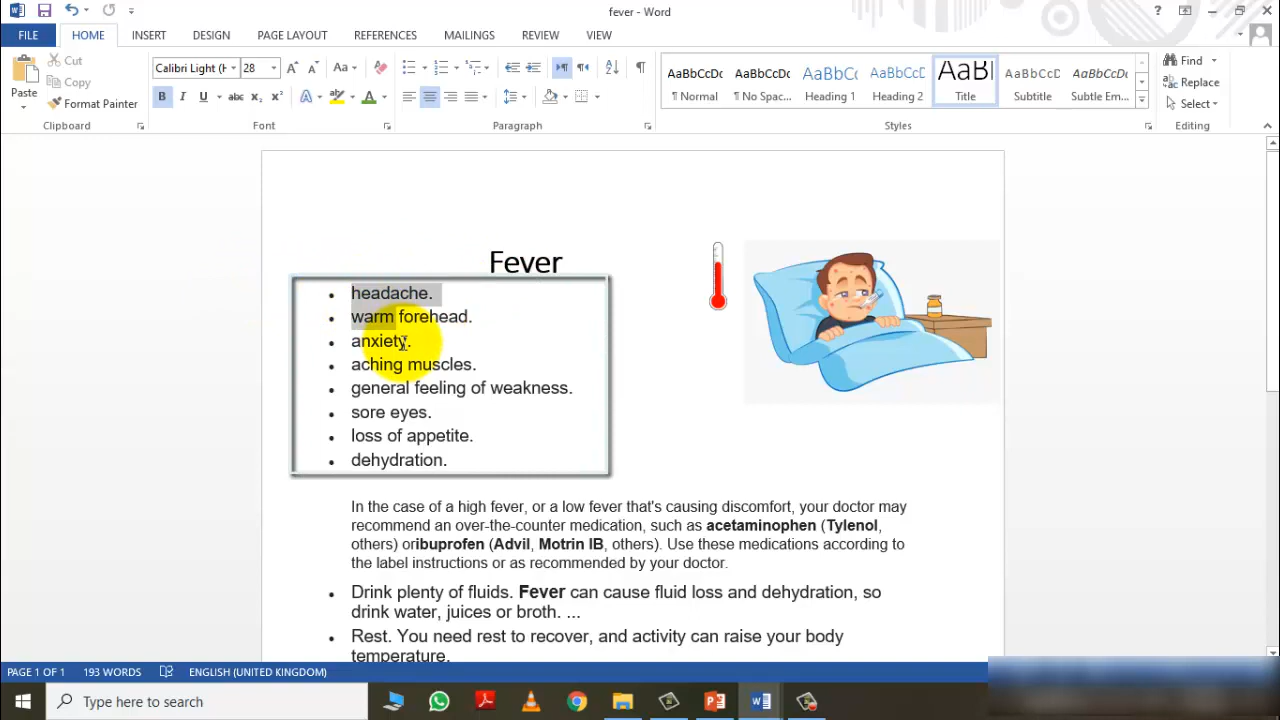 fever - Word
FILE HOME INSERT DESIGN PAGE LAYOUT REFERENCES MAILINGS REVIEW VIEW
Cut
Copy
Format Painter
Paste
Clipboard
Calibri Light (H 28
Font
Paragraph
AaBbCcDc AaBbCcDc AaBbC AaBbCcD AaB AaBbCcD AaBbCcDc
¶ Normal ¶ No Spac... Heading 1 Heading 2 Title Subtitle Subtle Em...
Styles
Find
Replace
Select
Editing
Fever
• headache.
• warm forehead.
• anxiety.
• aching muscles.
• general feeling of weakness.
• sore eyes.
• loss of appetite.
• dehydration.
In the case of a high fever, or a low fever that's causing discomfort, your doctor may
recommend an over-the-counter medication, such as acetaminophen (Tylenol,
others) oribuprofen (Advil, Motrin IB, others). Use these medications according to
the label instructions or as recommended by your doctor.
• Drink plenty of fluids. Fever can cause fluid loss and dehydration, so
drink water, juices or broth. ...
• Rest. You need rest to recover, and activity can raise your body
temperature.
PAGE 1 OF 1 193 WORDS ENGLISH (UNITED KINGDOM)
Type here to search